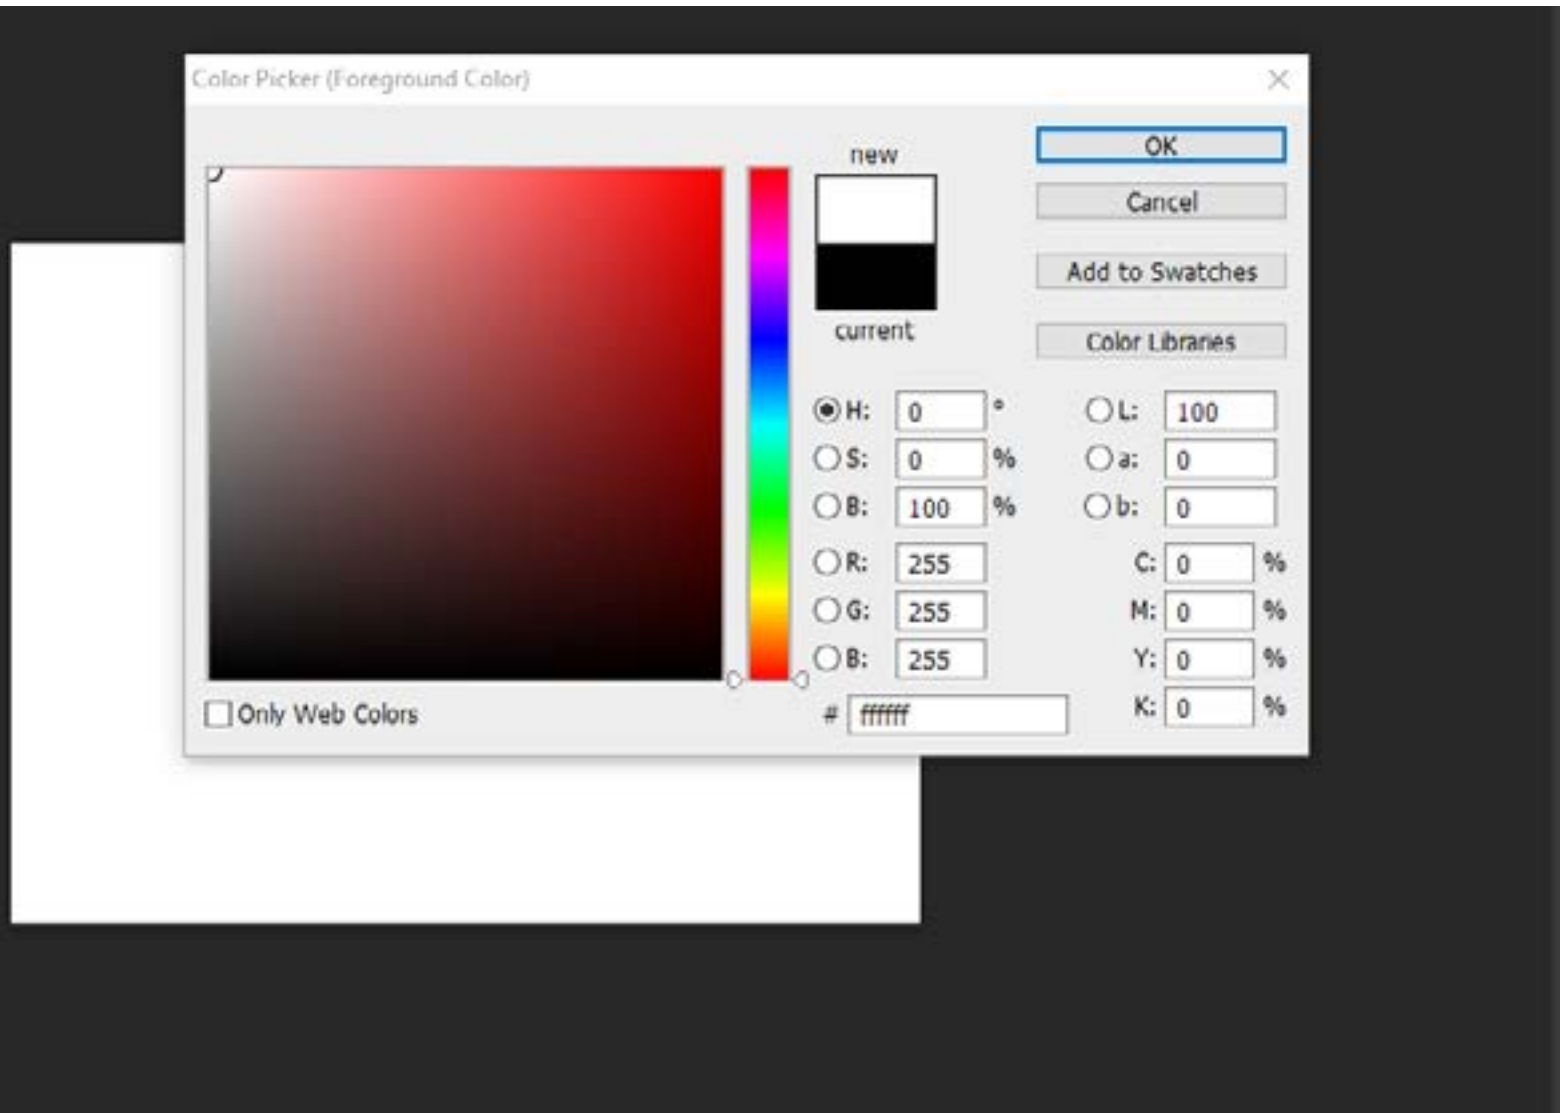 Color Picker (Foreground Color)
new
current
OK
Cancel
Add to Swatches
Color Libraries
H: 0 °
S: 0 %
B: 100 %
R: 255
G: 255
B: 255
# ffffff
L: 100
a: 0
b: 0
C: 0 %
M: 0 %
Y: 0 %
K: 0 %
Only Web Colors